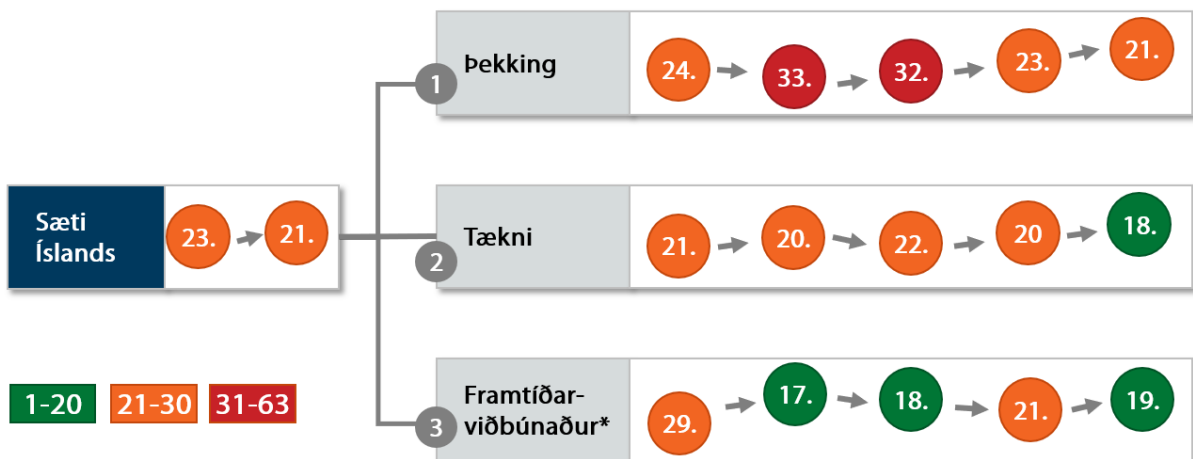 Þekking
1
24. 33. 32. 23. 21.
Sæti
Íslands
23. 21.
Tækni
2
21. 20. 22. 20 18.
Framtíðar-
viðbúnaður*
3
29. 17. 18. 21. 19.
1-20 21-30 31-63